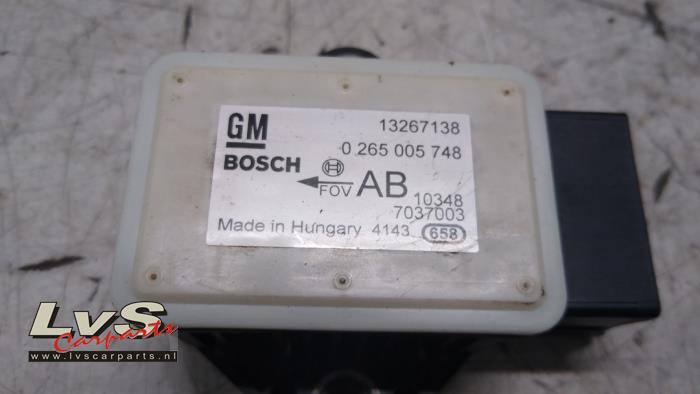 GM 13267138
BOSCH 0 265 005 748
FOV AB 10348
7037003
Made in Hungary 4143 658
LvS
Carparts
www.lvscarparts.nl